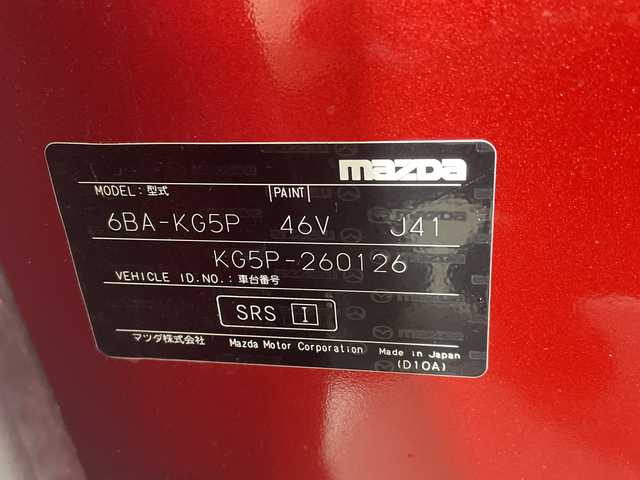 mazda
MODEL:型式 PAINT
6BA-KG5P 46V J41
KG5P-260126
VEHICLE ID.NO.:車台番号
SRS I
マツダ株式会社 Mazda Motor Corporation Made in Japan
(D10A)